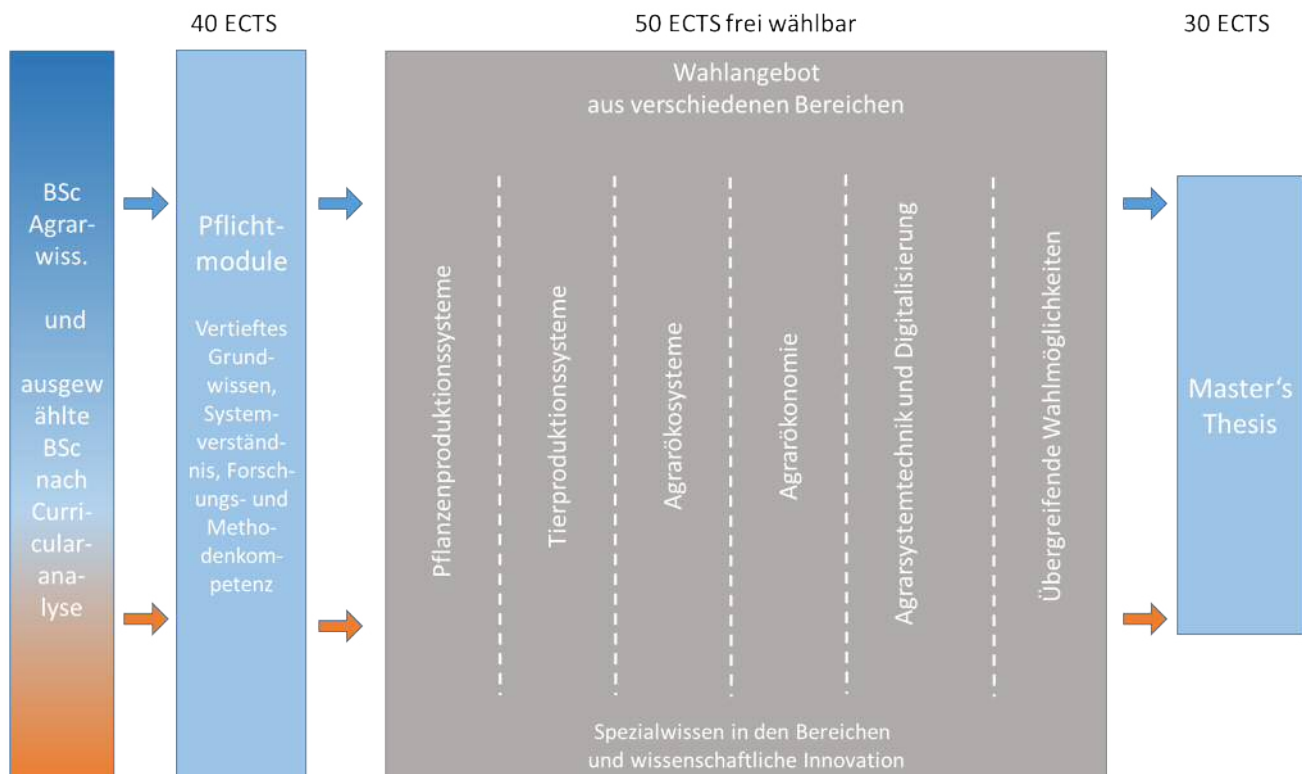 40 ECTS
50 ECTS frei wählbar
30 ECTS
BSc
Agrar-
wiss.
und
ausgew
ählte
BSc
nach
Curri-
cular-
ana-
lyse
Pflicht-
module
Vertieftes
Grund-
wissen,
System-
verständ-
nis, Forsch-
ungs- und
Metho-
denkom-
petenz
Wahlangebot
aus verschiedenen Bereichen
Pflanzenproduktionssysteme
Tierproduktionssysteme
Agrarökosysteme
Agrarökonomie
Agrarsystemtechnik und Digitalisierung
Übergreifende Wahlmöglichkeiten
Spezialwissen in den Bereichen
und wissenschaftliche Innovation
Master‘s
Thesis